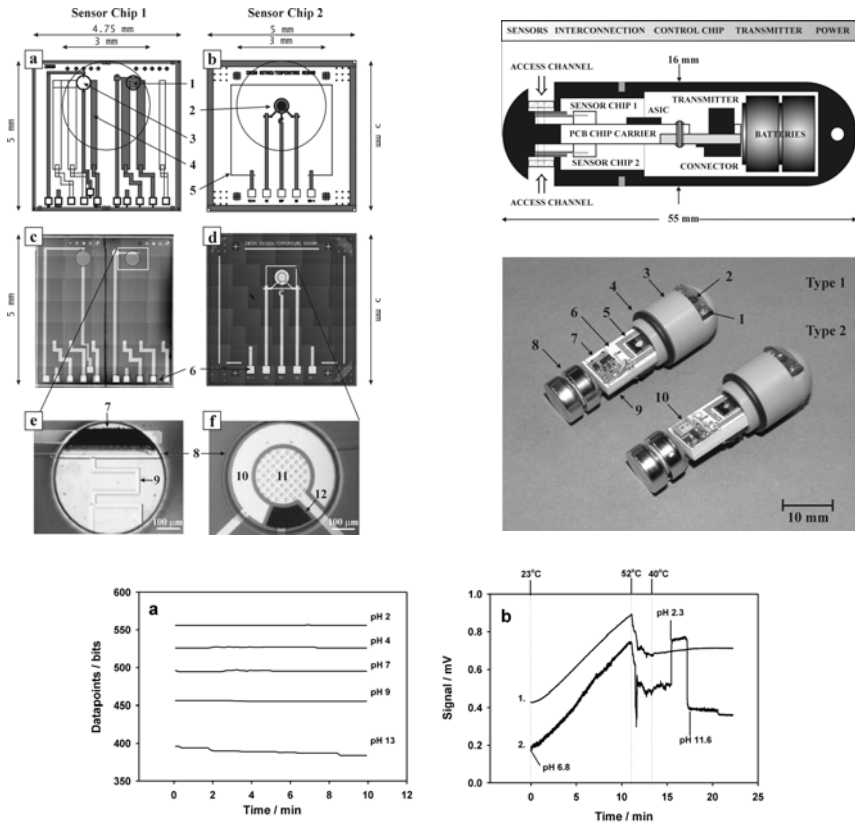 Sensor Chip 1
Sensor Chip 2
4.75 mm
3 mm
5 mm
3 mm
a
b
1
2
3
4
5
5 mm
5 mm
c
d
5 mm
5 mm
6
e
f
7
8
9
10
11
12
100 µm
100 µm
SENSORS INTERCONNECTION CONTROL CHIP TRANSMITTER POWER
ACCESS CHANNEL
16 mm
SENSOR CHIP 1
ASIC
TRANSMITTER
PCB CHIP CARRIER
BATTERIES
SENSOR CHIP 2
CONNECTOR
ACCESS CHANNEL
55 mm
Type 1
Type 2
1
2
3
4
5
6
7
8
9
10
10 mm
a
Datapoints / bits
600
550
500
450
400
350
pH 2
pH 4
pH 7
pH 9
pH 13
0 2 4 6 8 10 12
Time / min
23°C
52°C
40°C
b
Signal / mV
1.0
0.8
0.6
0.4
0.2
0.0
1.
2.
pH 2.3
pH 6.8
pH 11.6
0 5 10 15 20 25
Time / min